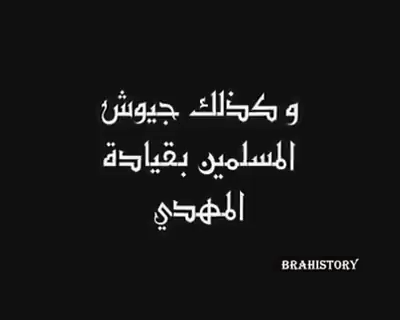 و كذلك جيوش
المسلمين بقيادة
المهدي
BRAHISTORY